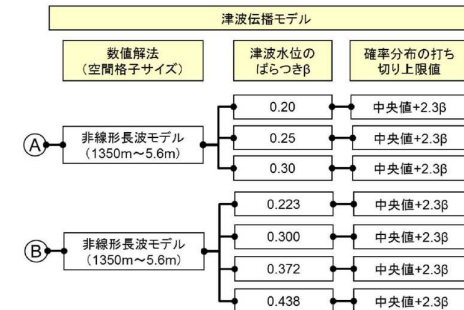 津波伝播モデル
数値解法
(空間格子サイズ)
津波水位の
ばらつきβ
確率分布の打ち
切り上限値
A
非線形長波モデル
(1350m~5.6m)
0.20
中央値+2.3β
0.25
中央値+2.3β
0.30
中央値+2.3β
B
非線形長波モデル
(1350m~5.6m)
0.223
中央値+2.3β
0.300
中央値+2.3β
0.372
中央値+2.3β
0.438
中央値+2.3β